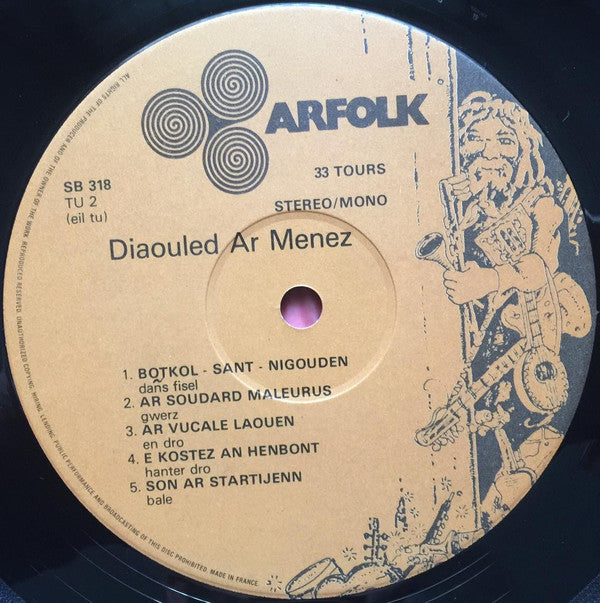 ARFOLK
33 TOURS
STEREO/MONO
SB 318
TU 2
(eil tu)
Diaouled Ar Menez
1. BOTKOL - SANT - NIGOUDEN
dañs fisel
2. AR SOUDARD MALEURUS
gwerz
3. AR VUCALE LAOUEN
en dro
4. E KOSTEZ AN HENBONT
hanter dro
5. SON AR STARTIJENN
bale
ALL RIGHTS OF THE PRODUCER AND OF THE OWNER OF THE WORK REPRODUCED RESERVED. UNAUTHORIZED COPYING, HIRING, LENDING, PUBLIC PERFORMANCE AND BROADCASTING OF THIS DISC PROHIBITED. MADE IN FRANCE.